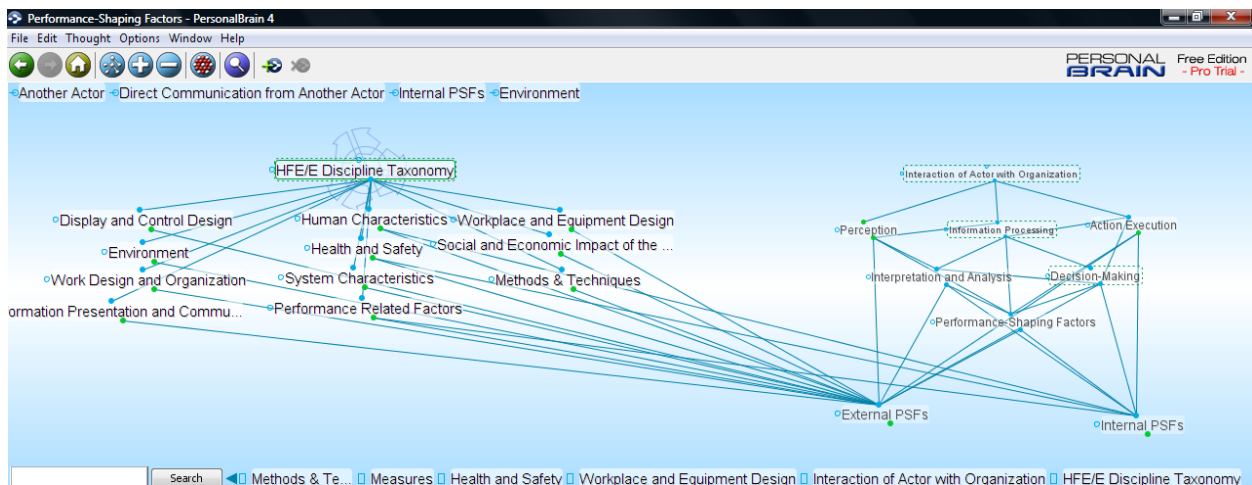 Performance-Shaping Factors - PersonalBrain 4
File Edit Thought Options Window Help
PERSONAL BRAIN Free Edition - Pro Trial -
Another Actor Direct Communication from Another Actor Internal PSFs Environment
HFE/E Discipline Taxonomy
Interaction of Actor with Organization
Display and Control Design
Human Characteristics
Workplace and Equipment Design
Perception
Information Processing
Action Execution
Environment
Health and Safety
Social and Economic Impact of the ...
Work Design and Organization
System Characteristics
Methods & Techniques
Interpretation and Analysis
Decision-Making
ormation Presentation and Commu...
Performance Related Factors
Performance-Shaping Factors
External PSFs
Internal PSFs
Search Methods & Te... Measures Health and Safety Workplace and Equipment Design Interaction of Actor with Organization HFE/E Discipline Taxonomy